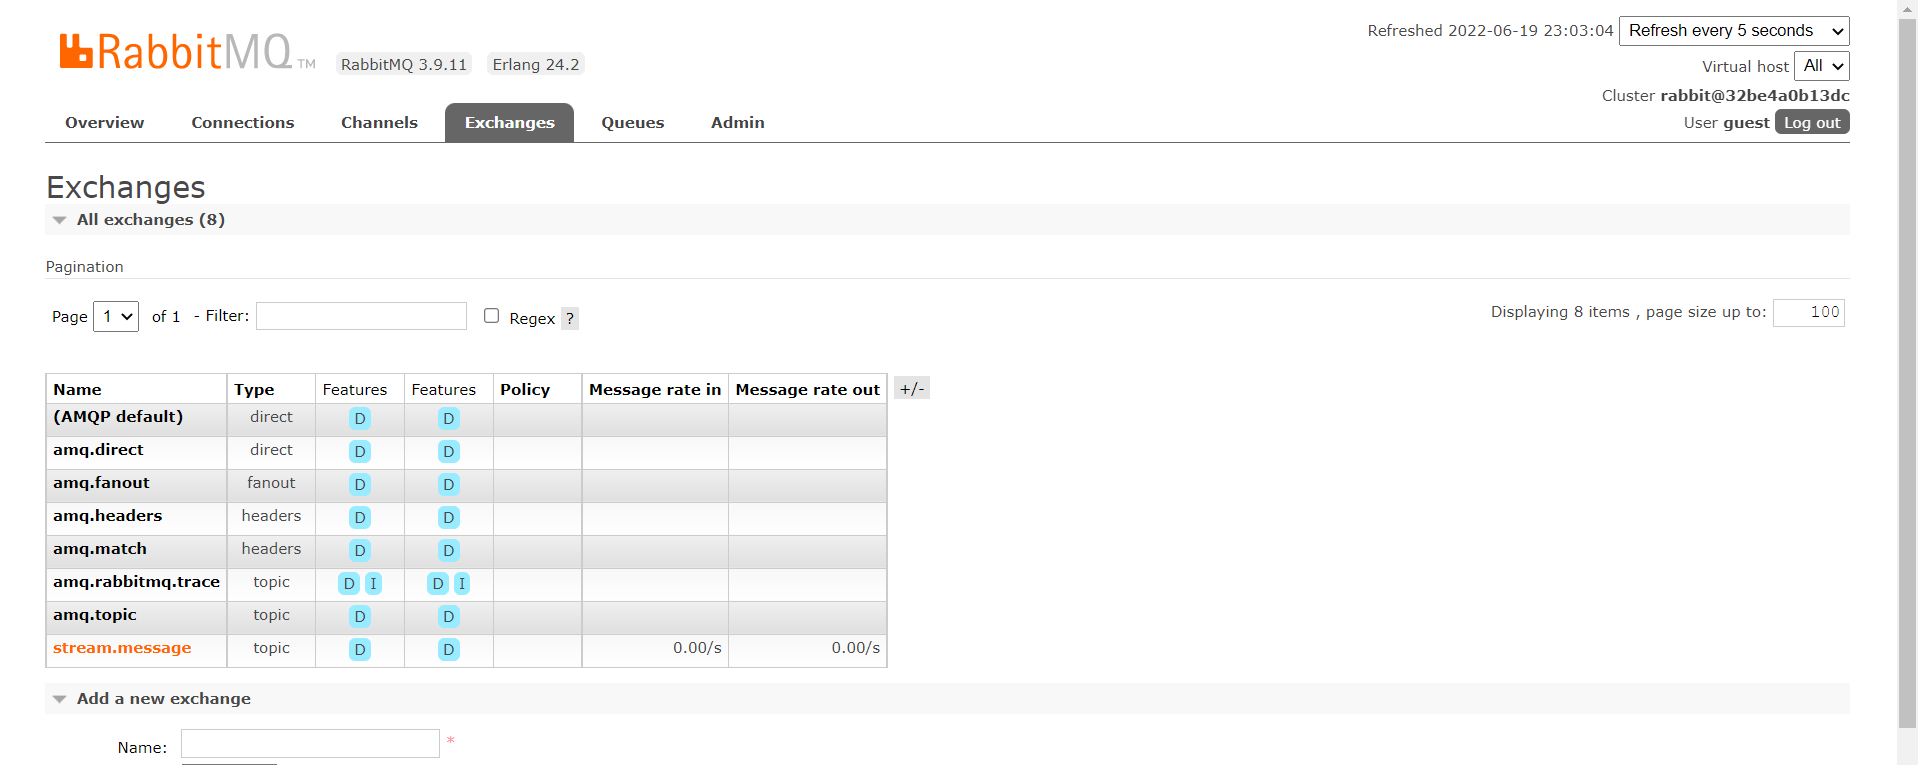 RabbitMQ TM RabbitMQ 3.9.11 Erlang 24.2
Refreshed 2022-06-19 23:03:04 Refresh every 5 seconds
Virtual host All
Cluster rabbit@32be4a0b13dc
User guest Log out
Overview Connections Channels Exchanges Queues Admin
Exchanges
All exchanges (8)
Pagination
Page 1 of 1 - Filter: Regex ?
Displaying 8 items , page size up to: 100
Name Type Features Features Policy Message rate in Message rate out +/-
(AMQP default) direct D D
amq.direct direct D D
amq.fanout fanout D D
amq.headers headers D D
amq.match headers D D
amq.rabbitmq.trace topic D I D I
amq.topic topic D D
stream.message topic D D 0.00/s 0.00/s
Add a new exchange
Name: *